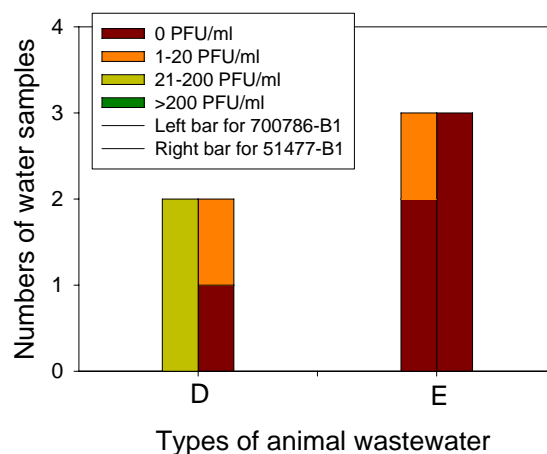 Numbers of water samples
4
3
2
1
0
0 PFU/ml
1-20 PFU/ml
21-200 PFU/ml
>200 PFU/ml
Left bar for 700786-B1
Right bar for 51477-B1
D
E
Types of animal wastewater